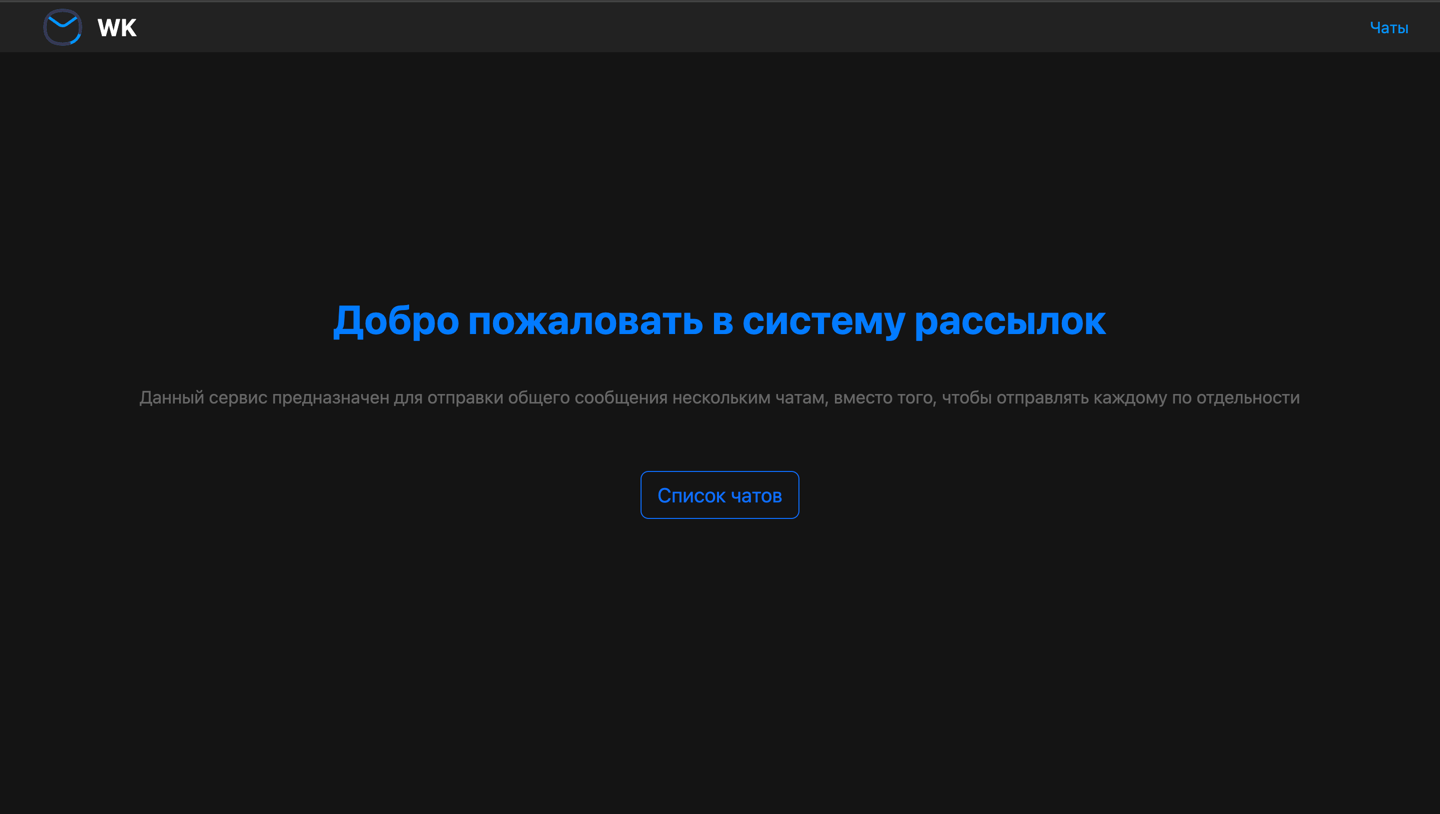 WK
Чаты
Добро пожаловать в систему рассылок
Данный сервис предназначен для отправки общего сообщения нескольким чатам, вместо того, чтобы отправлять каждому по отдельности
Список чатов